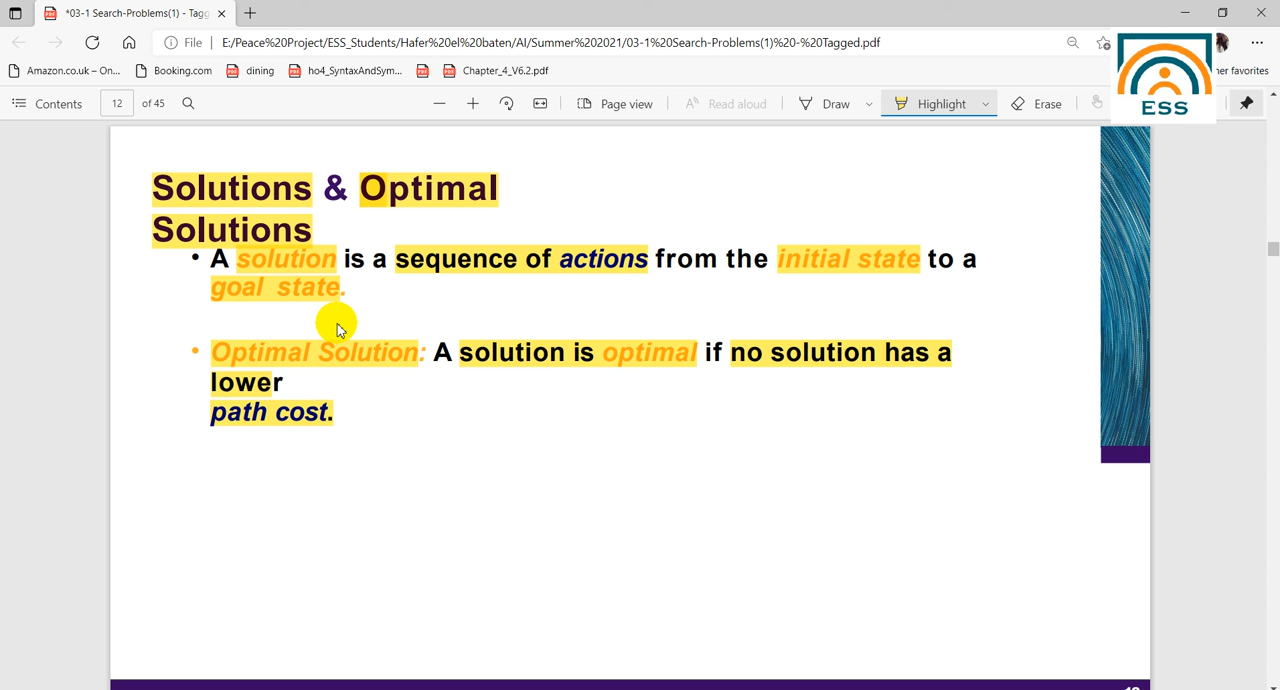 *03-1 Search-Problems(1) - Tagg
File
E:/Peace%20Project/ESS_Students/Hafar%20el%20baten/AI/Summer%202021/03-1%20Search-Problems(1)%20-%20Tagged.pdf
Amazon.co.uk – On...
Booking.com
dining
ho4_SyntaxAndSym...
Chapter_4_V6.2.pdf
her favorites
ESS
Contents
12
of 45
Page view
Read aloud
Draw
Highlight
Erase
Solutions & Optimal
Solutions
• A solution is a sequence of actions from the initial state to a
goal state.
• Optimal Solution: A solution is optimal if no solution has a
lower
path cost.